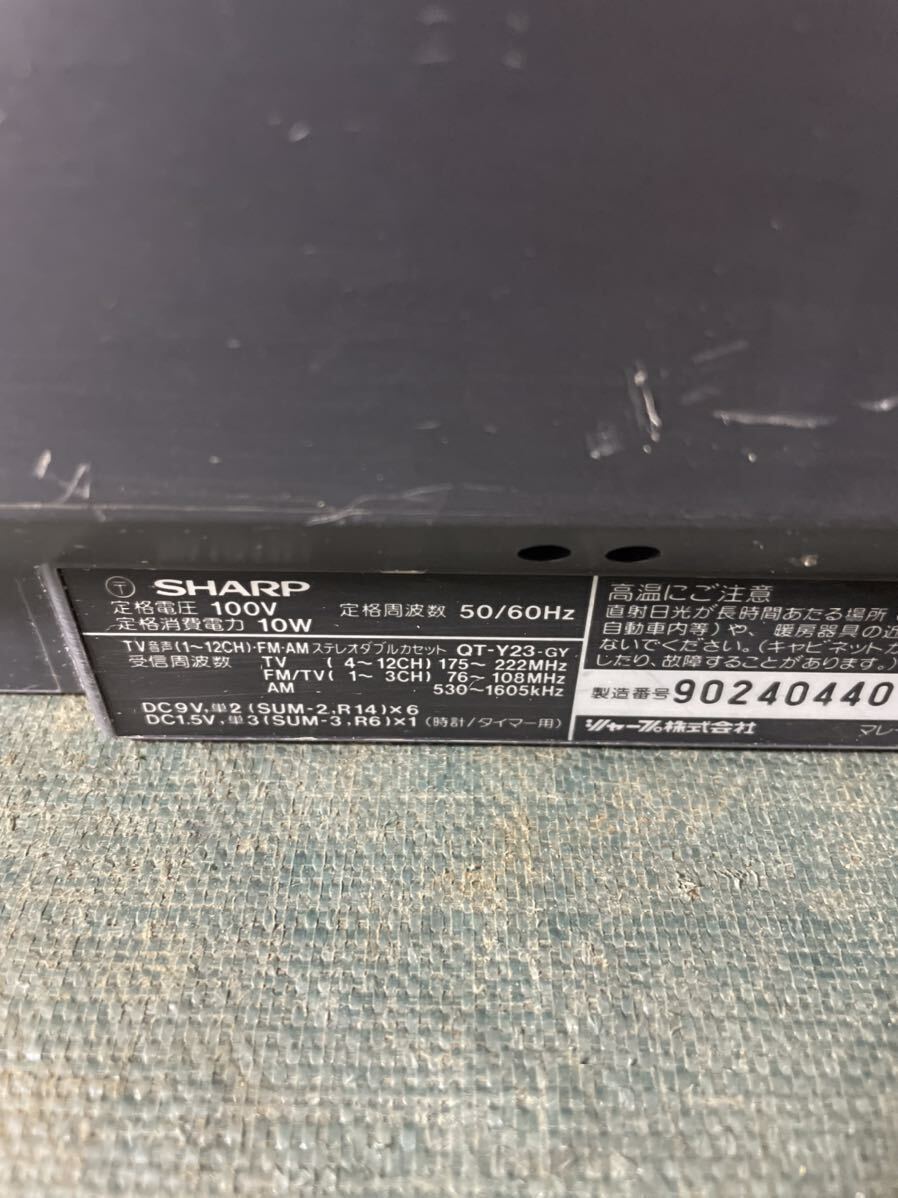 〒 SHARP
定格電圧 100V 定格周波数 50/60Hz
定格消費電力 10W
TV音声(1~12CH)·FM·AM ステレオダブルカセット QT-Y23-GY
受信周波数 TV ( 4~12CH) 175~ 222MHz
FM/TV( 1~ 3CH) 76~ 108MHz
AM 530~1605kHz
DC9V,単2(SUM-2,R14)×6
DC1.5V,単3(SUM-3,R6)×1 (時計/タイマー用)
高温にご注意
直射日光が長時間あたる場所
自動車内等)や、暖房器具の近
ないでください。(キャビネットが
したり、故障することがあります。)
製造番号 90240440
シャープ株式会社 マレー